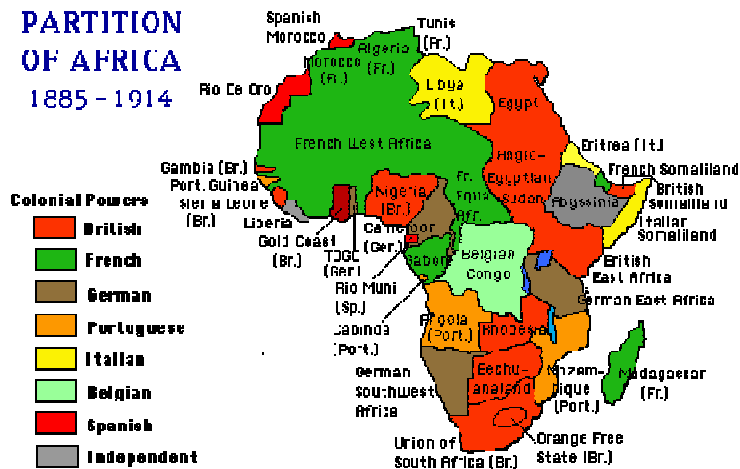 PARTITION
OF AFRICA
1885 - 1914
Spanish
Morocco
Tunis
(Fr.)
Algeria
(Fr.)
Morocco
(Fr.)
Libya
(It.)
Egypt
Rio De Oro
French West Africa
Anglo-
Egyptian
Sudan
Eritrea (It.)
French Somaliland
British
Somaliland
Italian
Somaliland
Abyssinia
Gambia (Br.)
Port. Guinea
Sierra Leone
(Br.)
Liberia
Gold Coast
(Br.)
Togo
(Ger.)
Nigeria
(Br.)
Cameroon
(Ger.)
Fr.
Equa
Afr.
Rio Muni
(Sp.)
Gabon
Cabinda
(Port.)
Belgian
Congo
British
East Africa
German East Africa
Angola
(Port.)
Rhodesia
German
Southwest
Africa
Bechu-
analand
Mozam-
bique
(Port.)
Madagascar
(Fr.)
Union of
South Africa (Br.)
Orange Free
State (Br.)
Colonial Powers
British
French
German
Portuguese
Italian
Belgian
Spanish
Independent